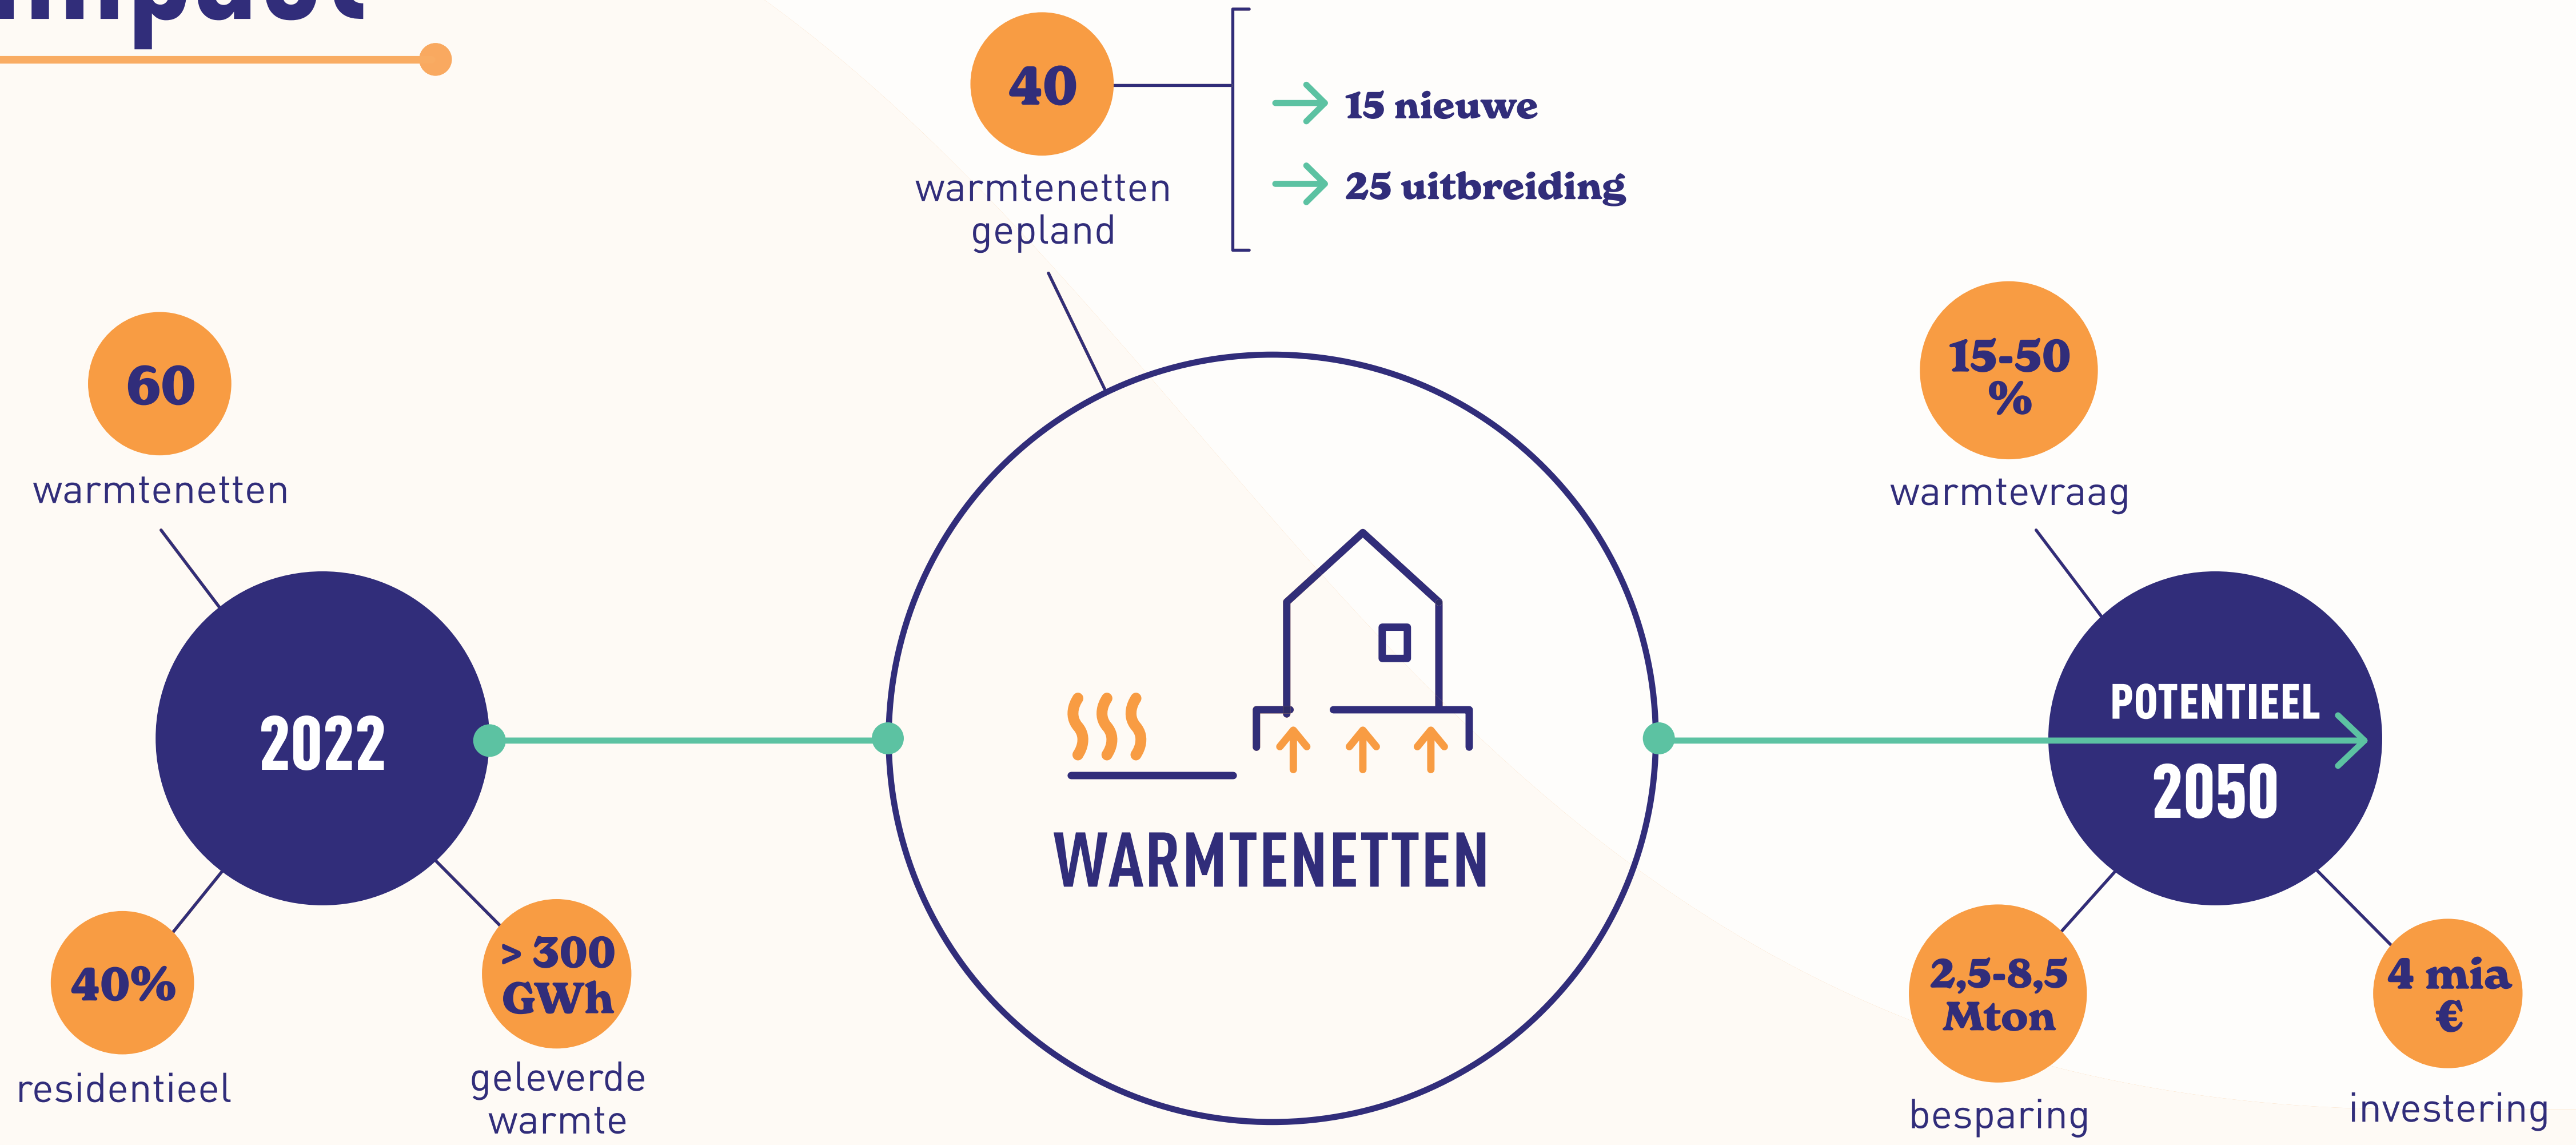 impact
40
warmtenetten
gepland
15 nieuwe
25 uitbreiding
60
warmtenetten
2022
40%
residentieel
> 300
GWh
geleverde
warmte
WARMTENETTEN
15-50
%
warmtevraag
POTENTIEEL
2050
2,5-8,5
Mton
besparing
4 mia
€
investering